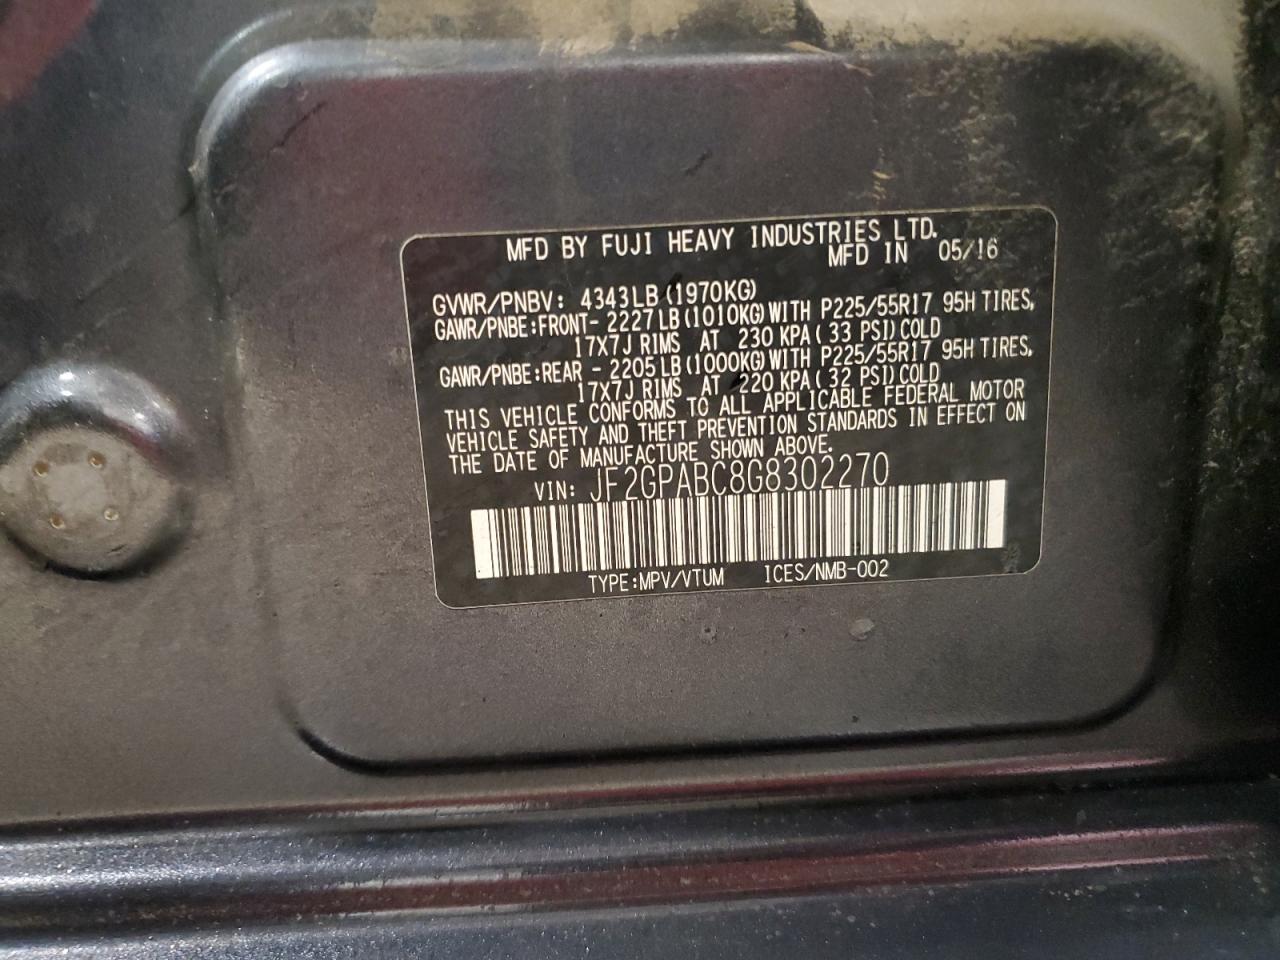 MFD BY FUJI HEAVY INDUSTRIES LTD.
MFD IN 05/16
GVWR/PNBV: 4343LB (1970KG)
GAWR/PNBE:FRONT- 2227LB (1010KG) WITH P225/55R17 95H TIRES,
17X7J RIMS AT 230 KPA ( 33 PSI) COLD
GAWR/PNBE:REAR - 2205LB (1000KG) WITH P225/55R17 95H TIRES,
17X7J RIMS AT 220 KPA ( 32 PSI) COLD
THIS VEHICLE CONFORMS TO ALL APPLICABLE FEDERAL MOTOR
VEHICLE SAFETY AND THEFT PREVENTION STANDARDS IN EFFECT ON
THE DATE OF MANUFACTURE SHOWN ABOVE.
VIN: JF2GPABC8G8302270
TYPE:MPV/VTUM ICES/NMB-002